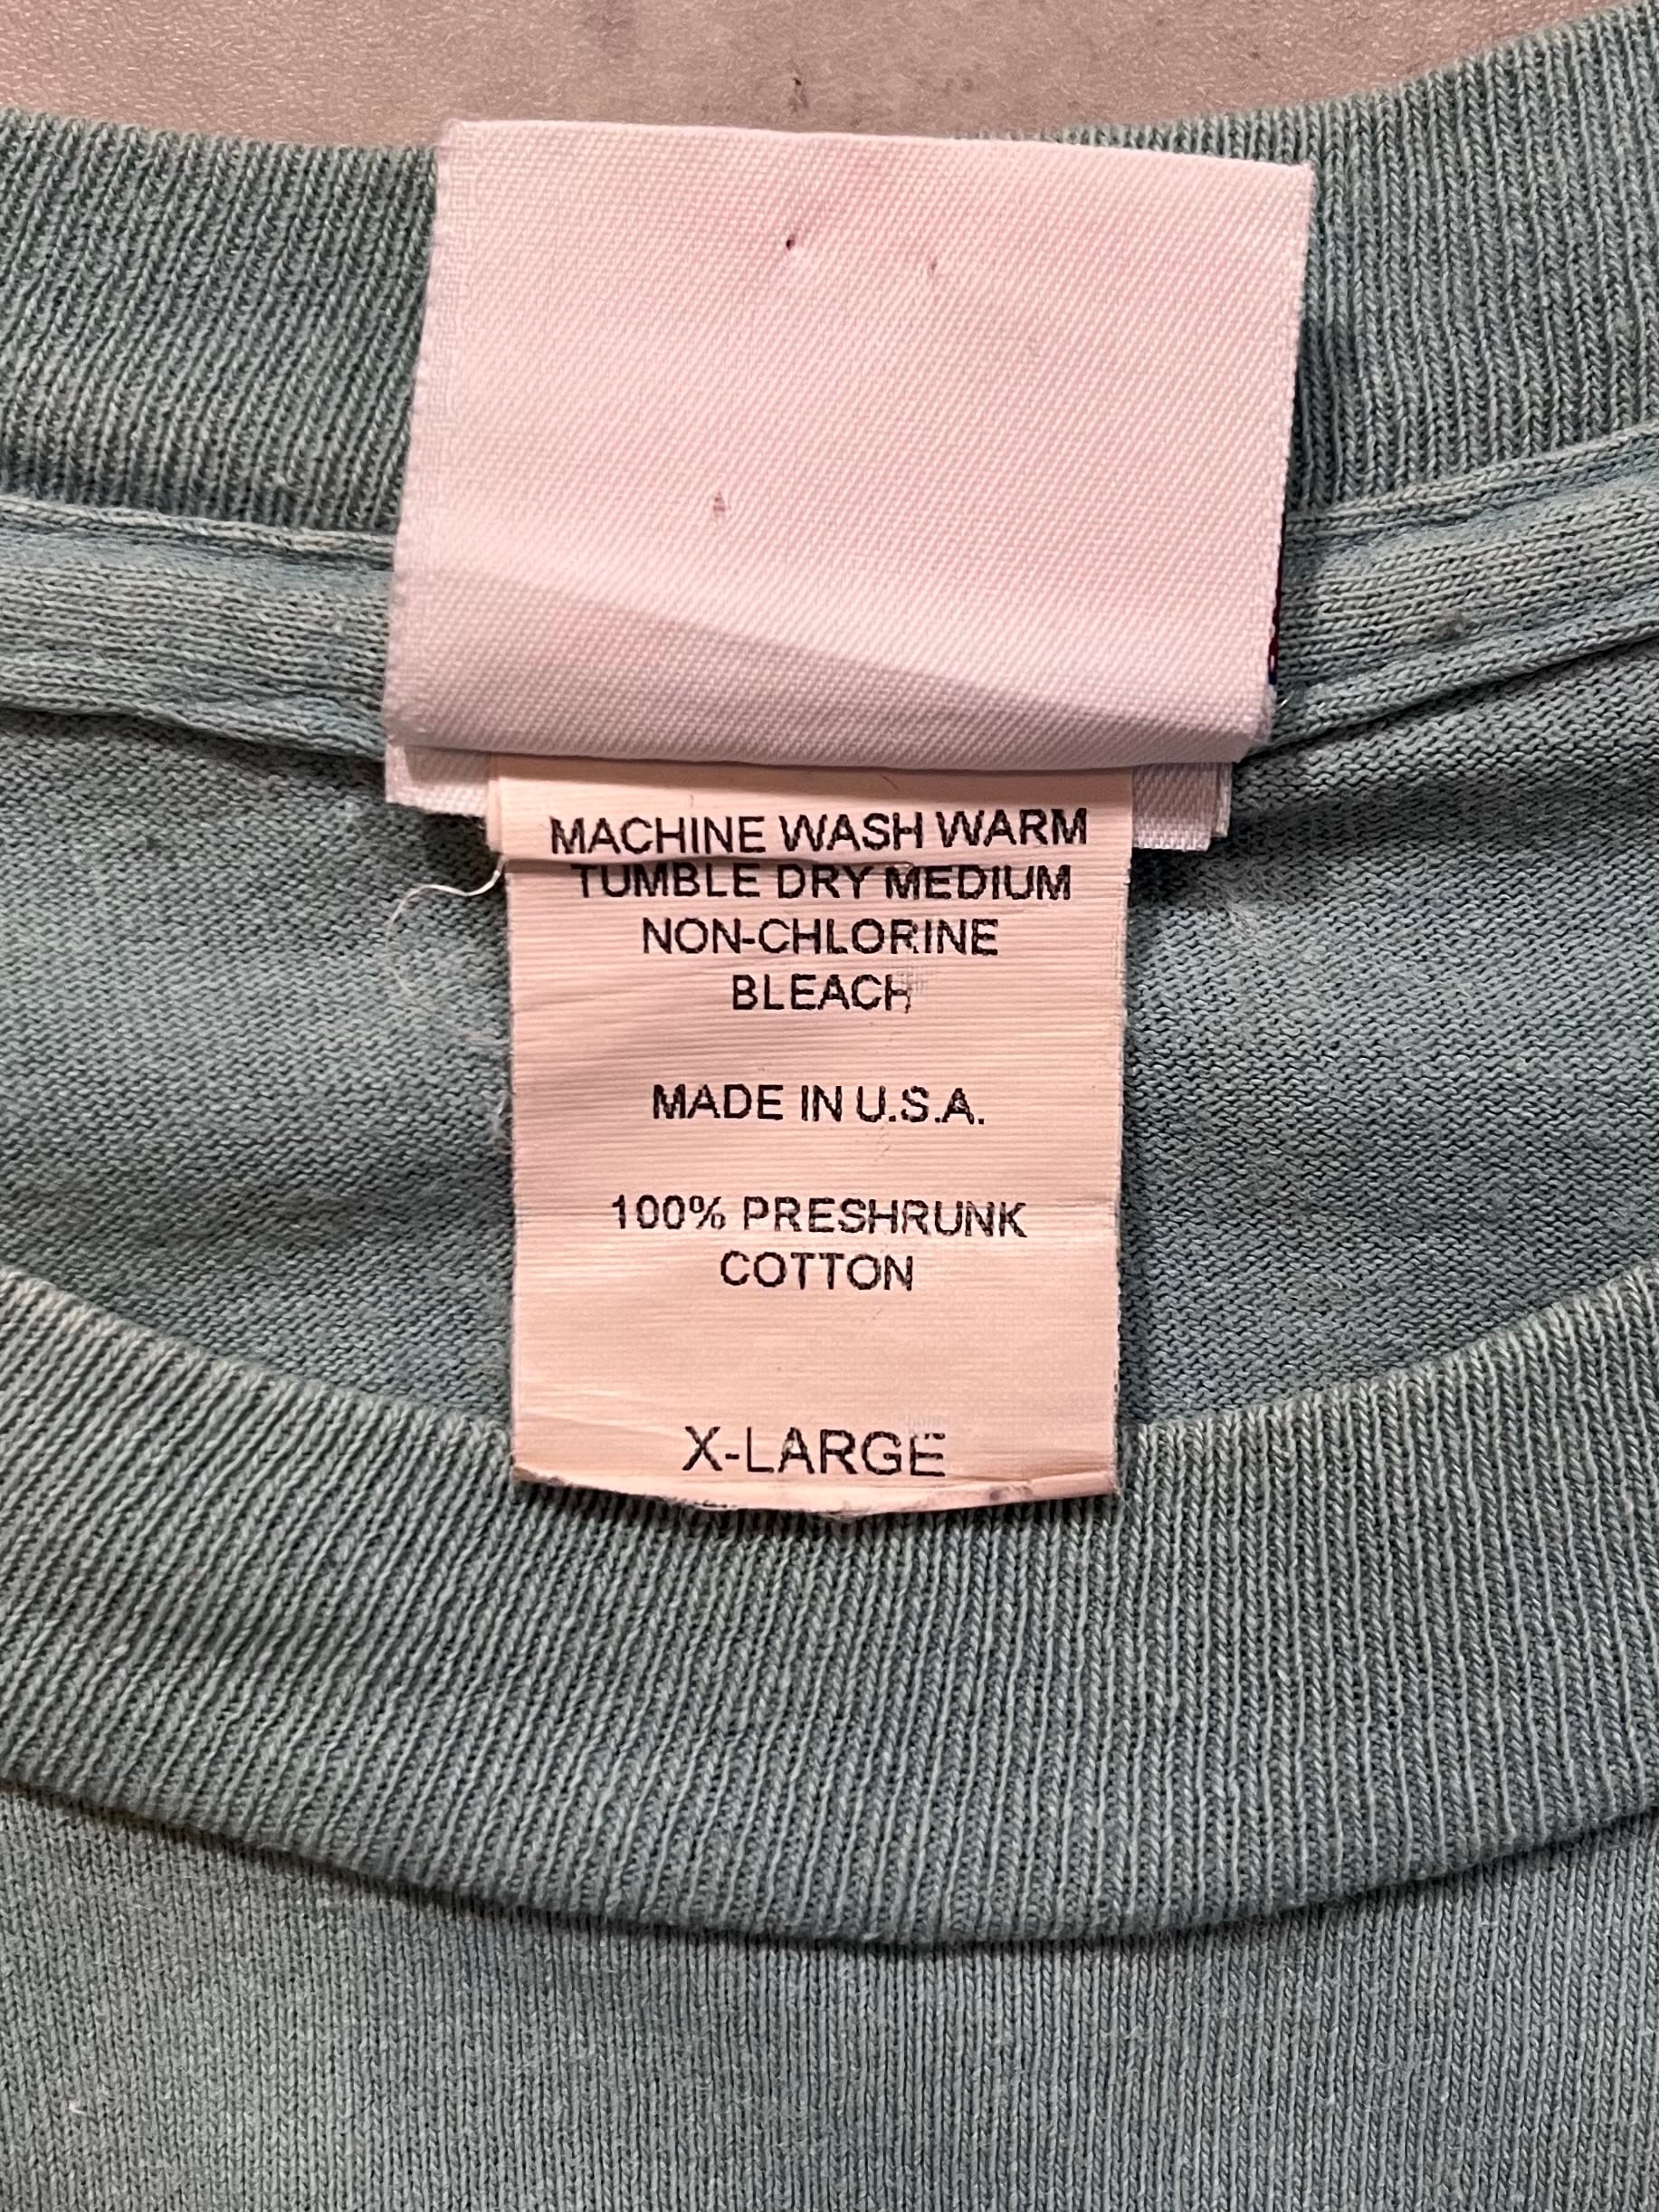 MACHINE WASH WARM
TUMBLE DRY MEDIUM
NON-CHLORINE
BLEACH
MADE IN U.S.A.
100% PRESHRUNK
COTTON
X-LARGE